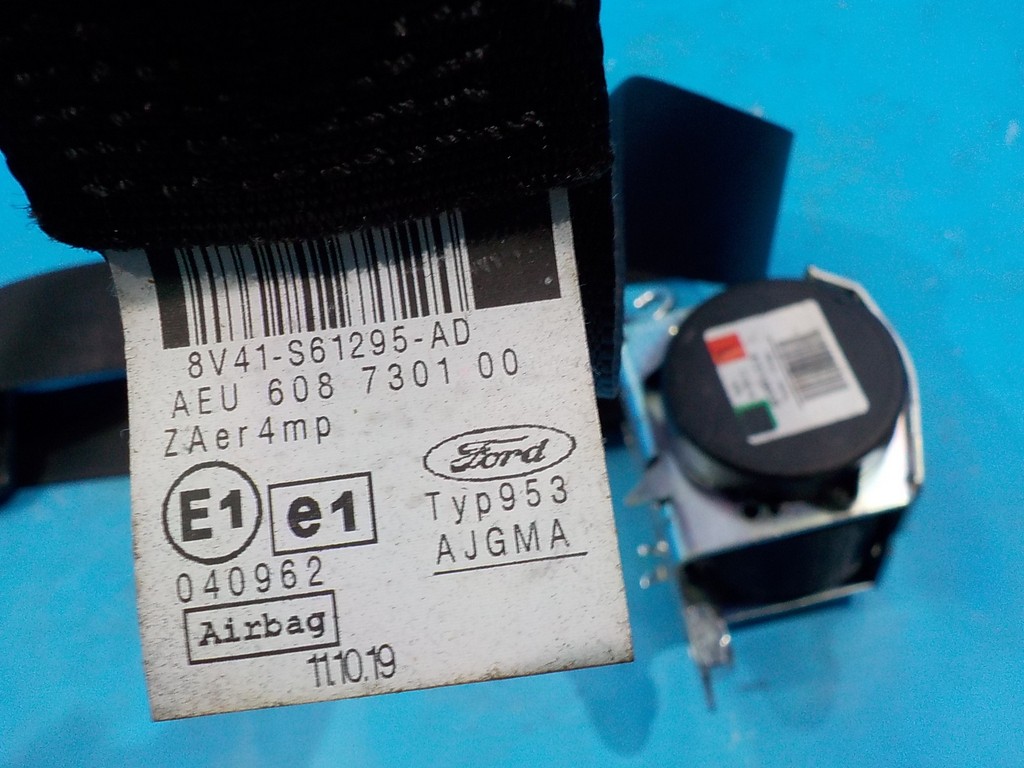 8V41-S61295-AD
AEU 608 7301 00
ZAer4mp
Ford
E1 e1
Typ953
AJGMA
040962
Airbag
11.10.19